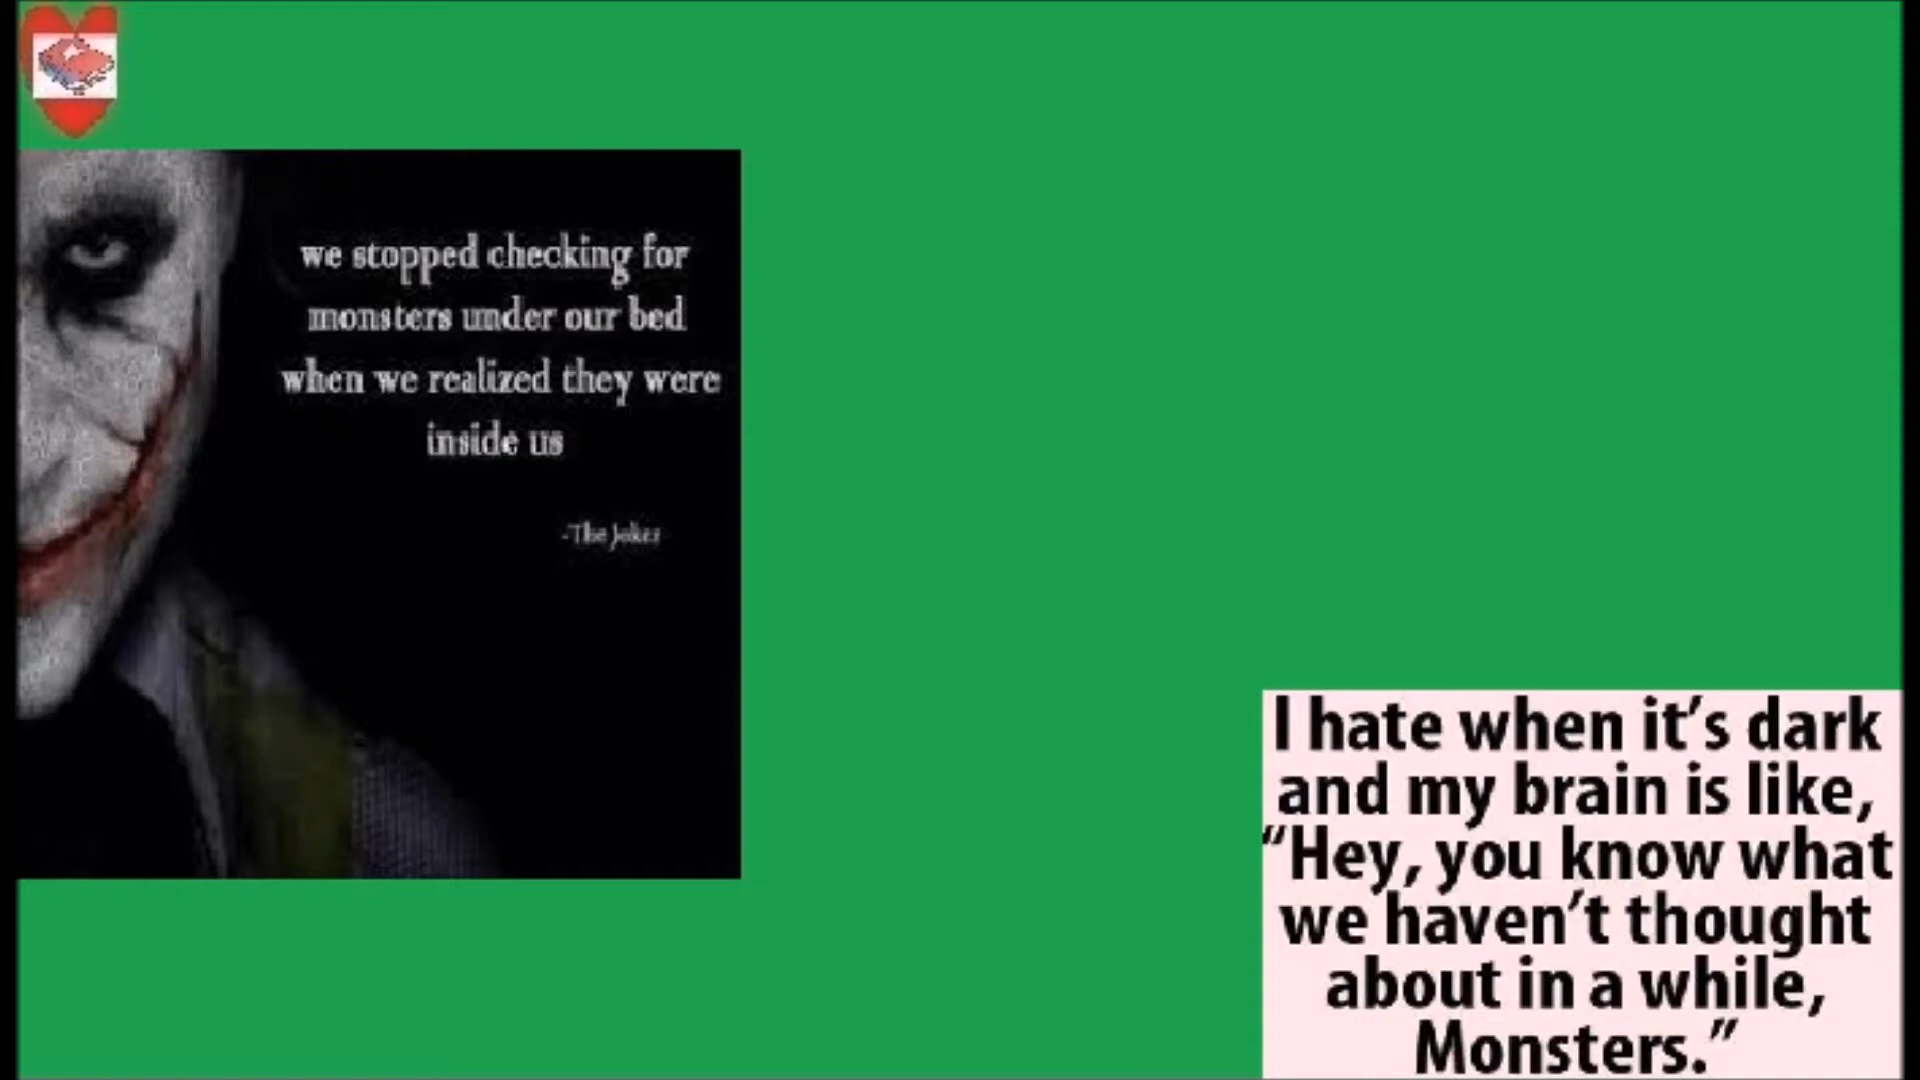 we stopped checking for
monsters under our bed
when we realized they were
inside us
-The Joker
I hate when it’s dark
and my brain is like,
“Hey, you know what
we haven’t thought
about in a while,
Monsters.”